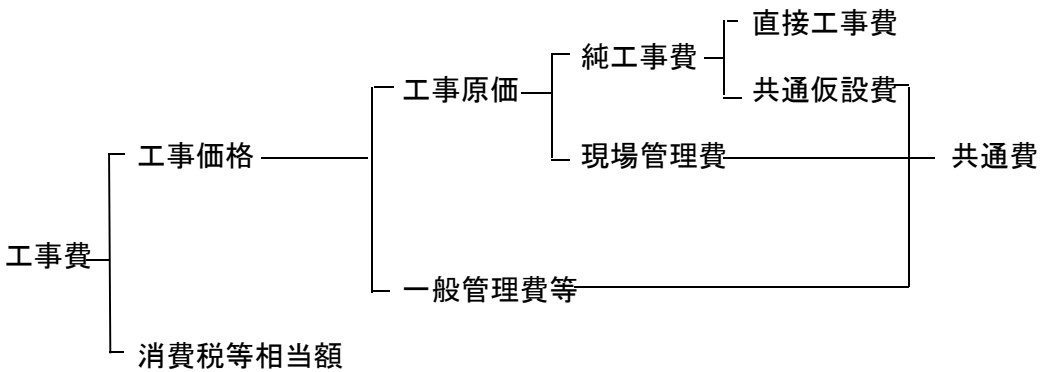 直接工事費
純工事費
工事原価
共通仮設費
工事価格
現場管理費
共通費
工事費
一般管理費等
消費税等相当額